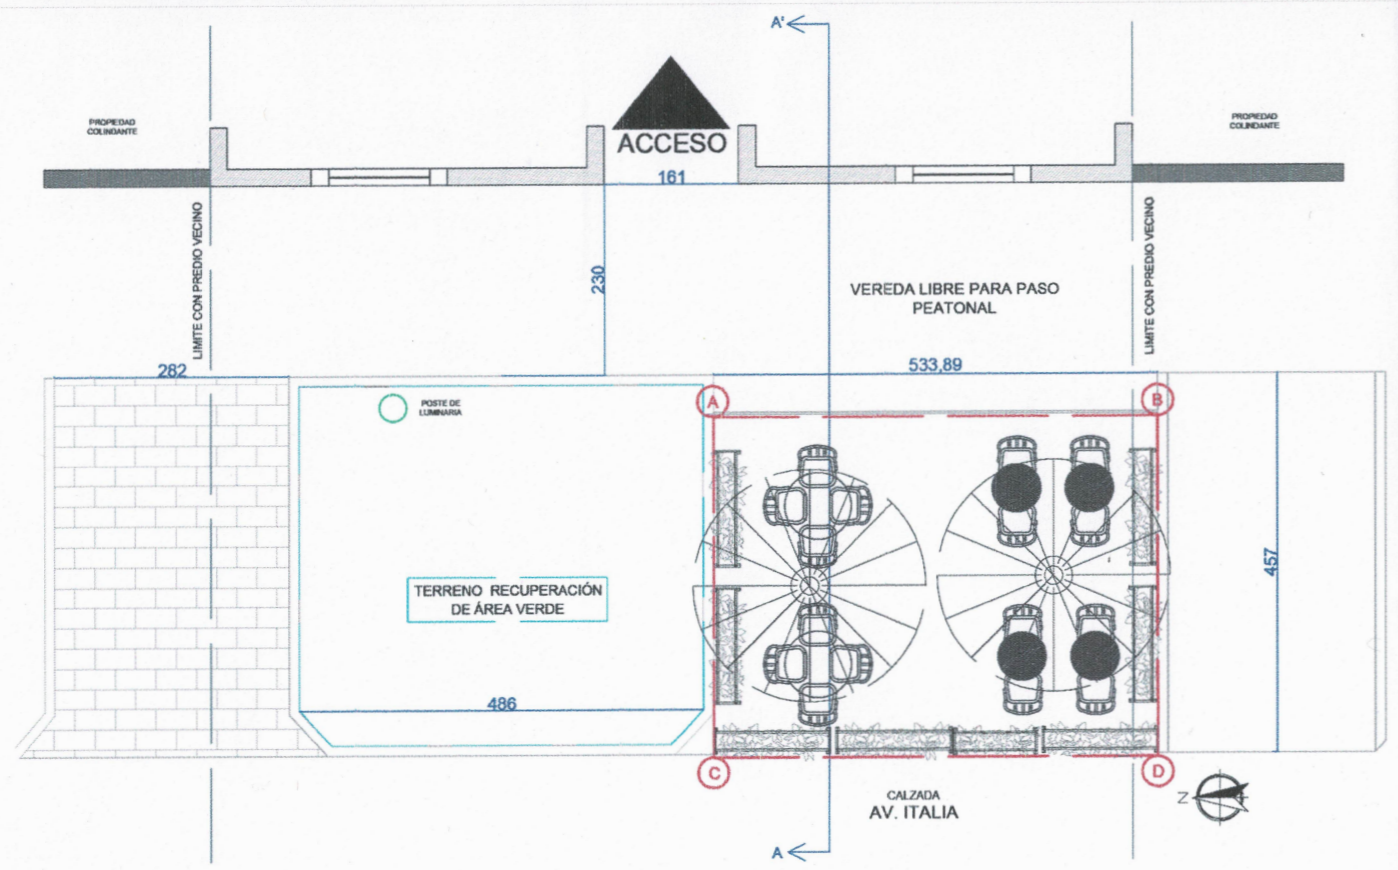 A'
PROPIEDAD
COLINDANTE
ACCESO
PROPIEDAD
COLINDANTE
161
LIMITE CON PREDIO VECINO
230
VEREDA LIBRE PARA PASO
PEATONAL
LIMITE CON PREDIO VECINO
282
533,89
POSTE DE
LUMINARIA
A
B
TERRENO RECUPERACIÓN
DE ÁREA VERDE
457
486
C
D
CALZADA
AV. ITALIA
N
A